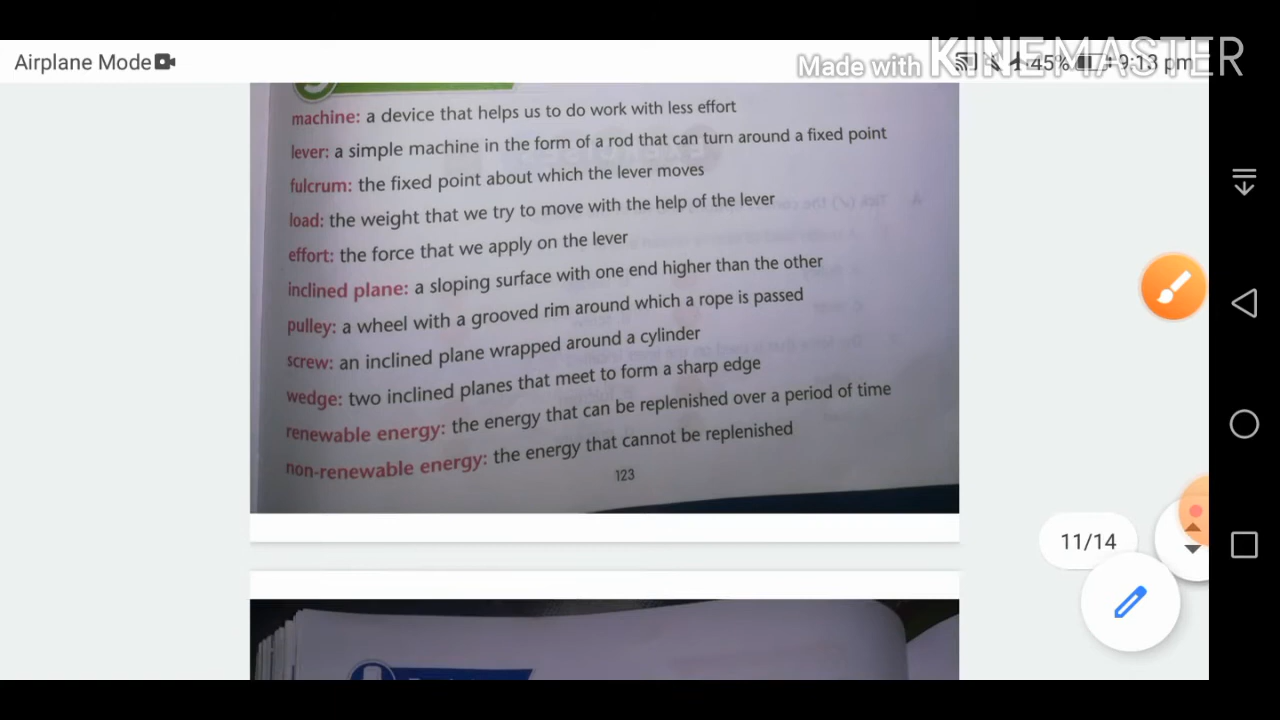 Airplane Mode
Made with KINEMASTER
45% 9:13 pm
machine: a device that helps us to do work with less effort
lever: a simple machine in the form of a rod that can turn around a fixed point
fulcrum: the fixed point about which the lever moves
load: the weight that we try to move with the help of the lever
effort: the force that we apply on the lever
inclined plane: a sloping surface with one end higher than the other
pulley: a wheel with a grooved rim around which a rope is passed
screw: an inclined plane wrapped around a cylinder
wedge: two inclined planes that meet to form a sharp edge
renewable energy: the energy that can be replenished over a period of time
non-renewable energy: the energy that cannot be replenished
123
11/14